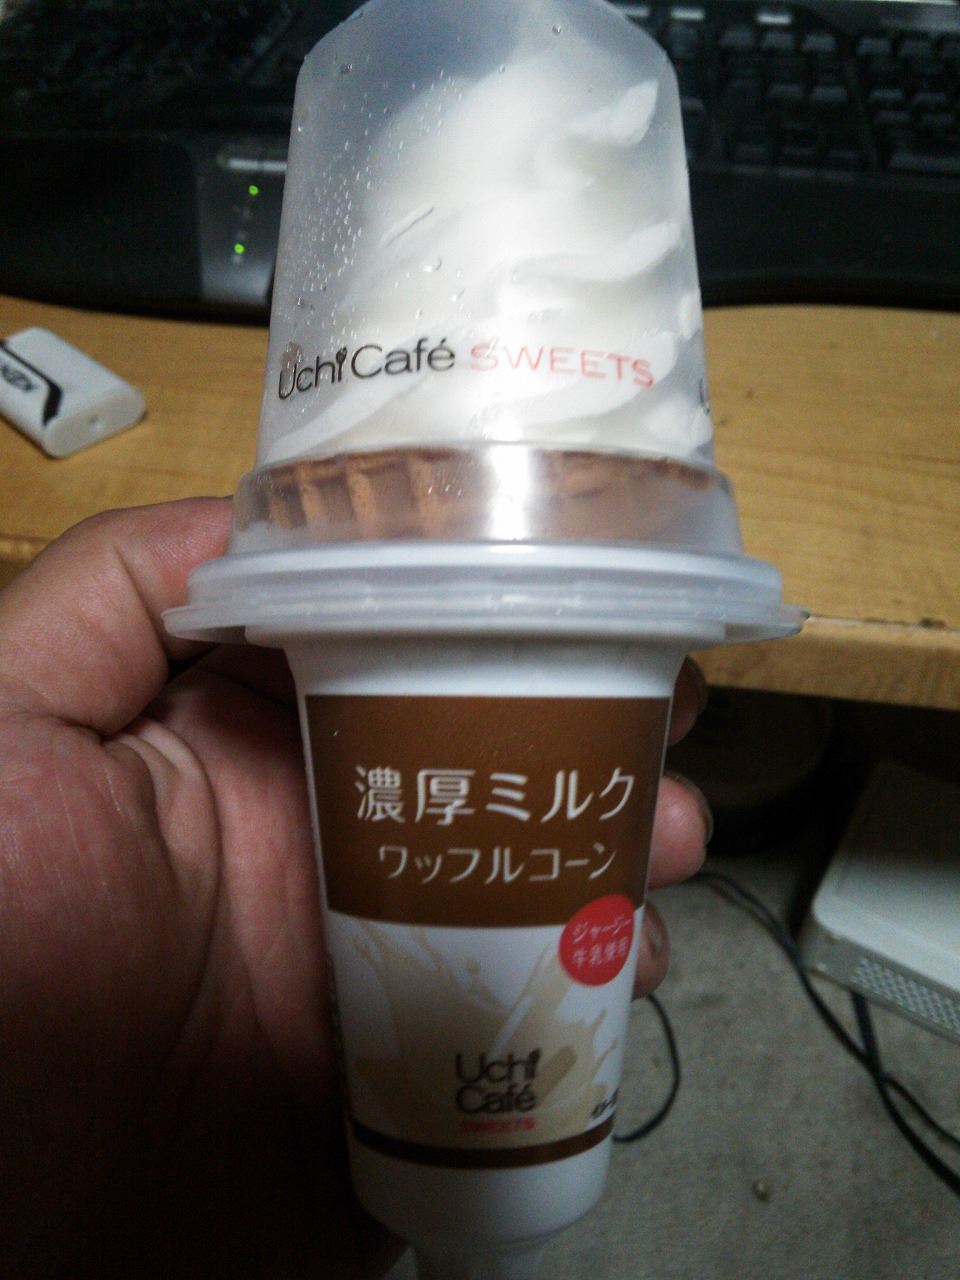 Uchi Café SWEETS
濃厚ミルク
ワッフルコーン
ジャージー
牛乳使用
Uchi
Café
SWEETS